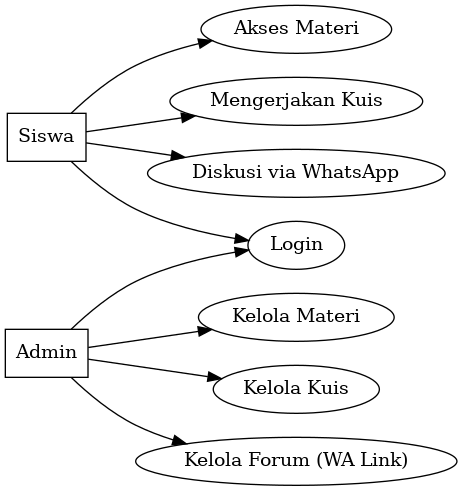 Akses Materi
Mengerjakan Kuis
Siswa
Diskusi via WhatsApp
Login
Kelola Materi
Admin
Kelola Kuis
Kelola Forum (WA Link)